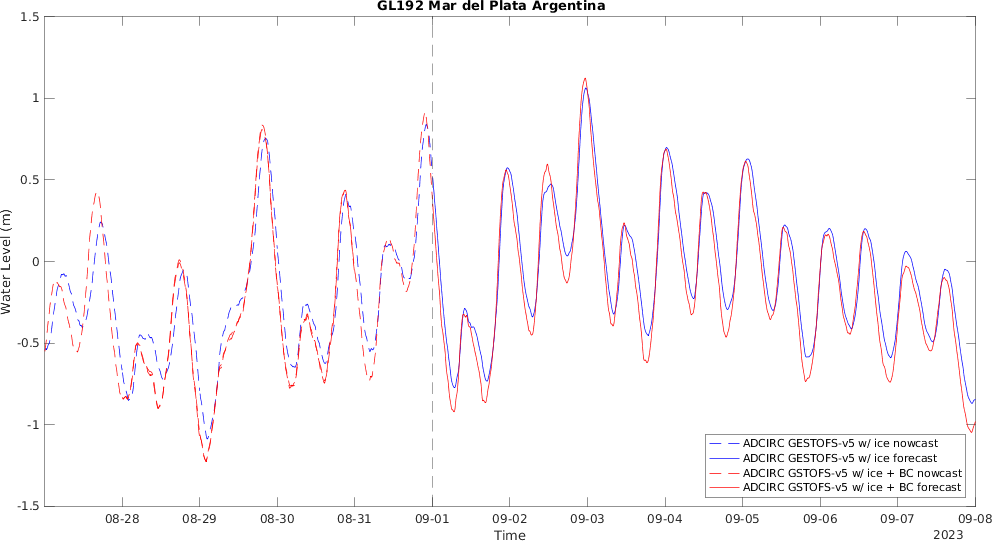 GL192 Mar del Plata Argentina
1.5
1
0.5
0
-0.5
-1
-1.5
Water Level (m)
ADCIRC GESTOFS-v5 w/ ice nowcast
ADCIRC GESTOFS-v5 w/ ice forecast
ADCIRC GSTOFS-v5 w/ ice + BC nowcast
ADCIRC GSTOFS-v5 w/ ice + BC forecast
08-28 08-29 08-30 08-31 09-01 09-02 09-03 09-04 09-05 09-06 09-07 09-08
Time
2023